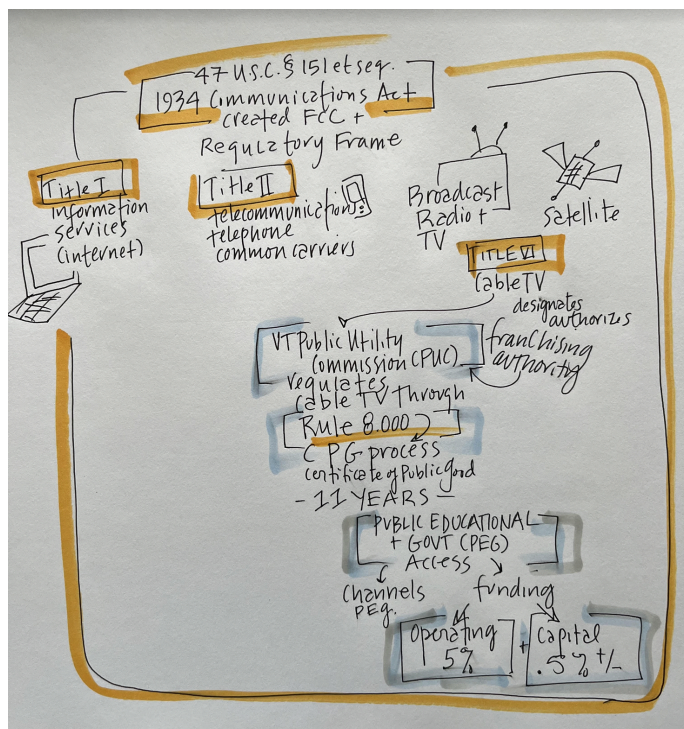 47 U.S.C. § 151 et seq.
1934 Communications Act
created FCC +
Regulatory Frame
Title I
information
services
(internet)
Title II
telecommunications
telephone
common carriers
Broadcast
Radio +
TV
Satellite
TITLE VI
Cable TV
designates
authorizes
franchising
authority
VT Public Utility
Commission (PUC)
regulates
Cable TV Through
Rule 8.000
CPG process
certificate of Public good
- 11 YEARS -
PUBLIC EDUCATIONAL
+ GOVT (PEG)
Access
channels
PEG.
funding
Operating
5%
+
Capital
.5% +/-